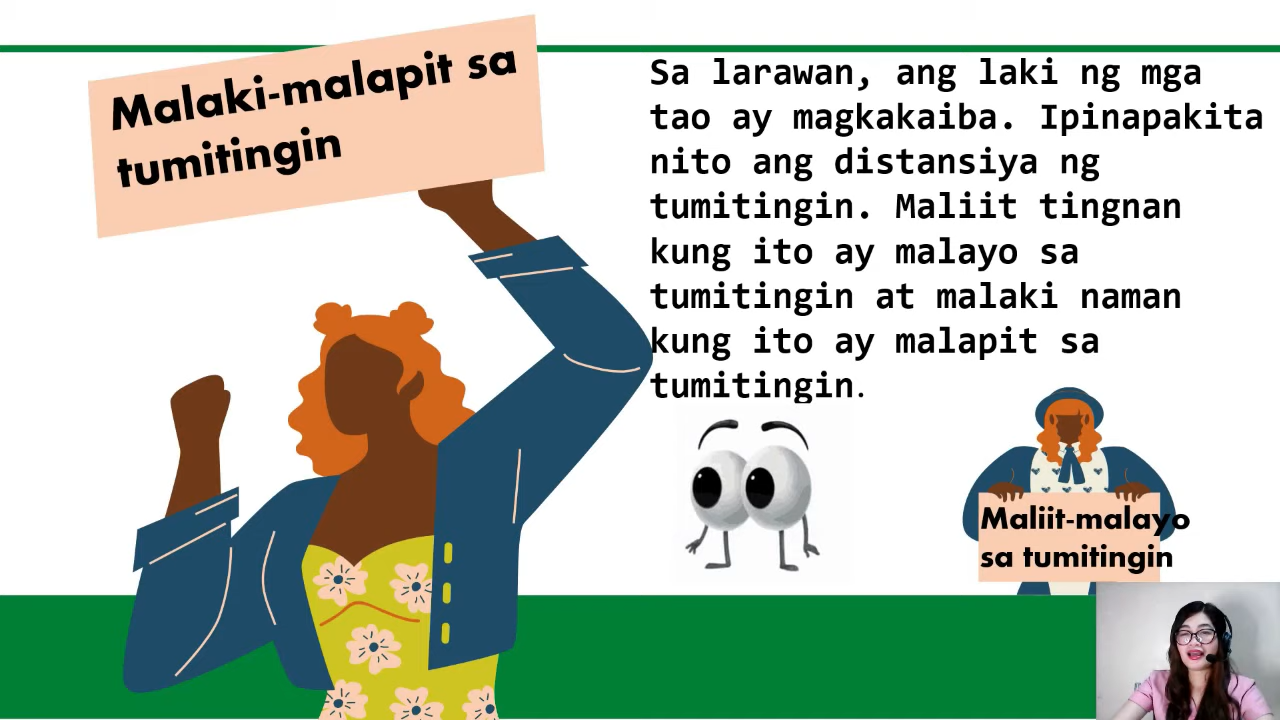 Malaki-malapit sa
tumitingin
Sa larawan, ang laki ng mga
tao ay magkakaiba. Ipinapakita
nito ang distansiya ng
tumitingin. Maliit tingnan
kung ito ay malayo sa
tumitingin at malaki naman
kung ito ay malapit sa
tumitingin.
Maliit-malayo
sa tumitingin